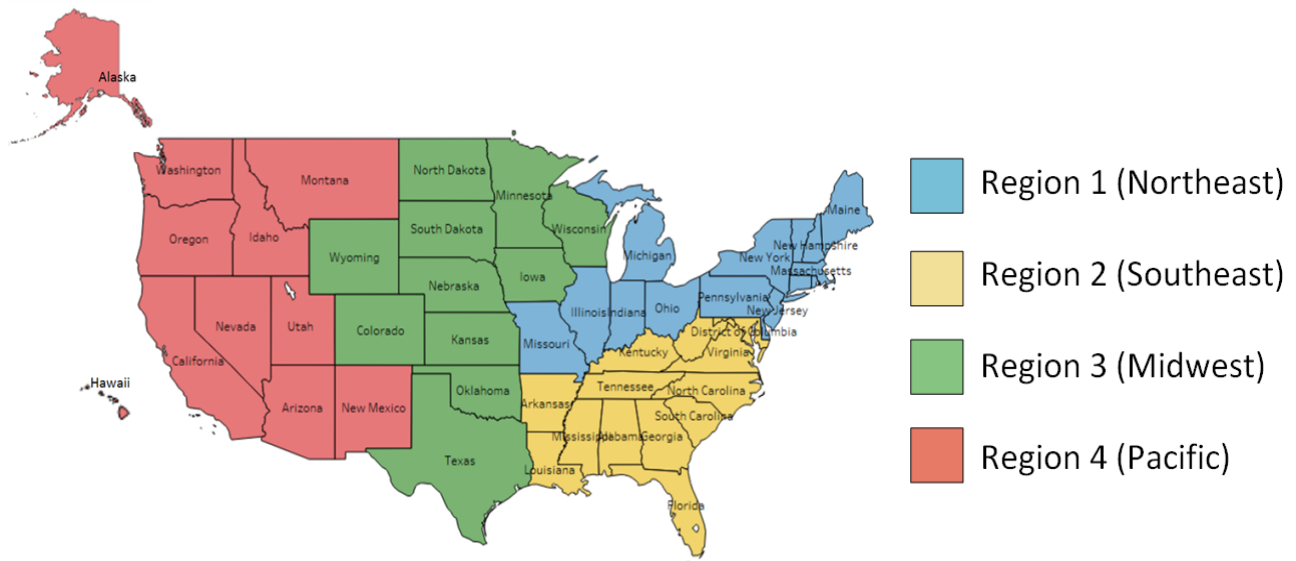 Alaska
Washington
Montana
North Dakota
Minnesota
Maine
Region 1 (Northeast)
Oregon
Idaho
South Dakota
Wisconsin
Michigan
New York
New Hampshire
Massachusetts
Wyoming
Iowa
Nebraska
Region 2 (Southeast)
Pennsylvania
New Jersey
Nevada
Utah
Colorado
Kansas
Missouri
Illinois
Indiana
Ohio
District of Columbia
California
Kentucky
Virginia
Region 3 (Midwest)
Hawaii
Arizona
New Mexico
Oklahoma
Arkansas
Tennessee
North Carolina
South Carolina
Texas
Louisiana
Mississippi
Alabama
Georgia
Florida
Region 4 (Pacific)